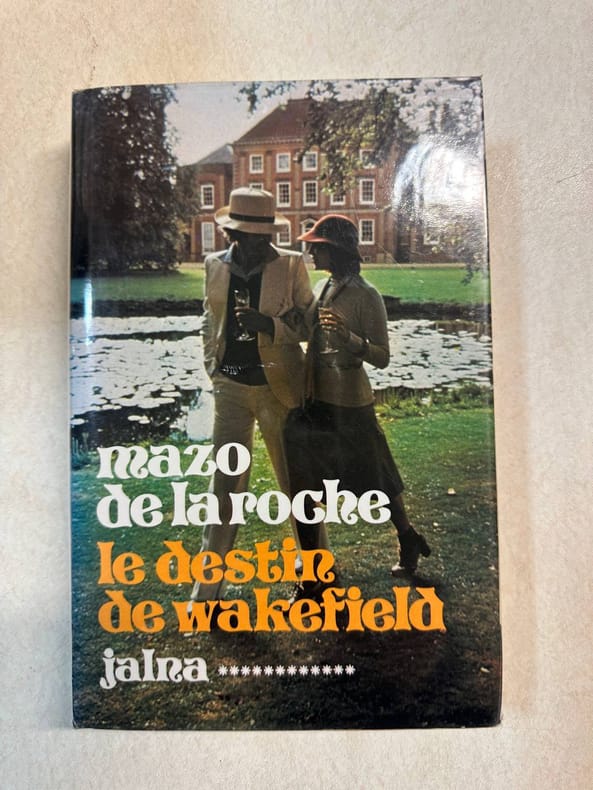 mazo
de la roche
le destin
de wakefield
jalna ************